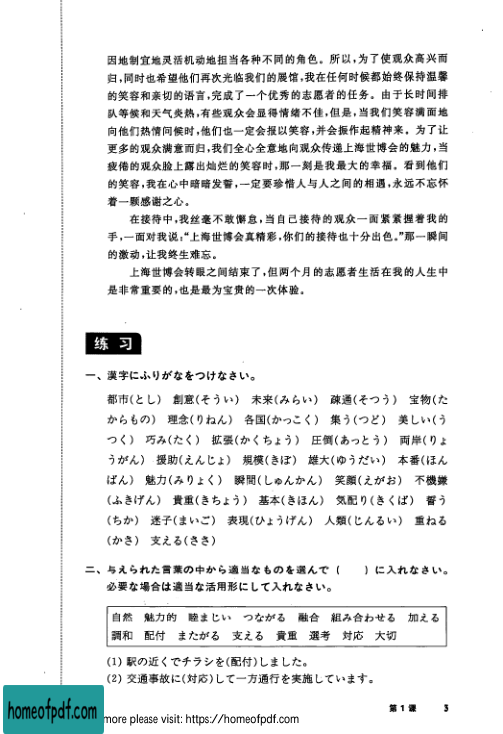 因地制宜地灵活机动地担当各种不同的角色。所以,为了使观众高兴而
归,同时也希望他们再次光临我们的展馆,我在任何时候都始终保持温馨
的笑容和亲切的语言,完成了一个优秀的志愿者的任务。由于长时间排
队等候和天气炎热,有些观众会显得情绪不佳,但是,当我们笑容满面地
向他们热情问候时,他们也一定会报以笑容,并会振作起精神来。为了让
更多的观众满意而归,我们全心全意地向观众传递上海世博会的魅力,当
疲倦的观众脸上露出灿烂的笑容时,那一刻是我最大的幸福。看到他们
的笑容,我在心中暗暗发誓,一定要珍惜人与人之间的相遇,永远不忘怀
着一颗感谢之心。
在接待中,我丝毫不敢懈怠,当自己接待的观众一面紧紧握着我的
手,一面对我说:“上海世博会真精彩,你们的接待也十分出色。”那一瞬间
的激动,让我终生难忘。
上海世博会转眼之间结束了,但两个月的志愿者生活在我的人生中
是非常重要的,也是最为宝贵的一次体验。
练 习
一、漢字にふりがなをつけなさい。
都市(とし) 創意(そうい) 未来(みらい) 疎通(そつう) 宝物(た
からもの) 理念(りねん) 各国(かっこく) 集う(つど) 美しい(う
つく) 巧み(たく) 拡張(かくちょう) 圧倒(あっとう) 両岸(りょ
うがん) 援助(えんじょ) 規模(きぼ) 雄大(ゆうだい) 本番(ほん
ばん) 魅力(みりょく) 瞬間(しゅんかん) 笑顔(えがお) 不機嫌
(ふきげん) 貴重(きちょう) 基本(きほん) 気配り(きくば) 誓う
(ちか) 迷子(まいご) 表現(ひょうげん) 人類(じんるい) 重ねる
(かさ) 支える(ささ)
二、与えられた言葉の中から適当なものを選んで( )に入れなさい。
必要な場合は適当な活用形にして入れなさい。
自然 魅力的 睦まじい つながる 融合 組み合わせる 加える
調和 配付 またがる 支える 貴重 選考 対応 大切
(1) 駅の近くでチラシを(配付)しました。
(2) 交通事故に(対応)して一方通行を実施しています。
第 1 课 3
homeofpdf.com
more please visit: https://homeofpdf.com